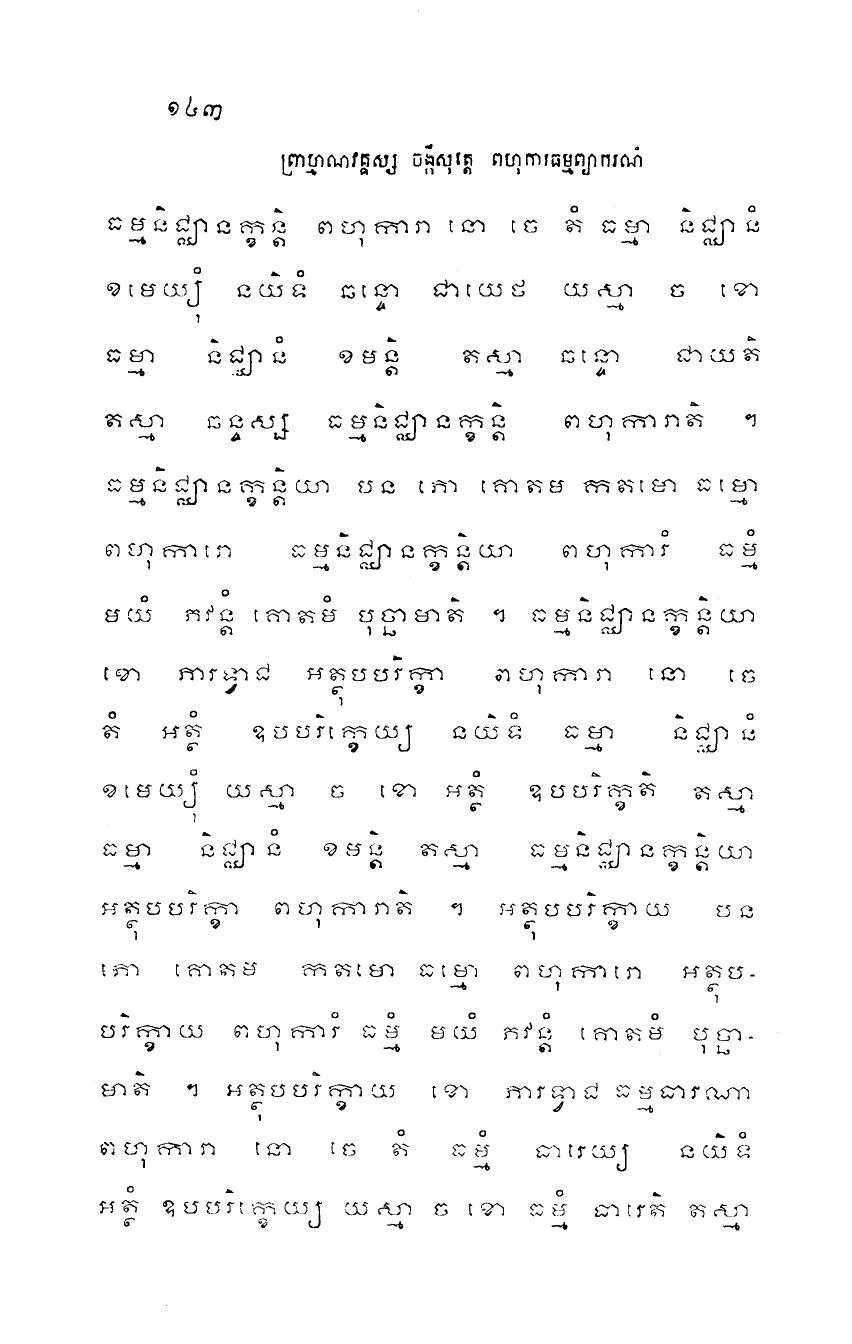 ១៤៣
ព្រាហ្មណវគ្គស្ស ចង្កីសុត្តេ ពហុការធម្មព្យាករណំ
ធម្មនិជ្ឈានក្ខន្តិ ពហុការា នោ ចេ តំ ធម្មា និជ្ឈានំ
ខមេយ្យុំ នយិទំ ឆន្ទោ ជាយេថ យស្មា ច ខោ
ធម្មា និជ្ឈានំ ខមន្តិ តស្មា ឆន្ទោ ជាយតិ
តស្មា ឆន្ទស្ស ធម្មនិជ្ឈានក្ខន្តិ ពហុការាតិ ។
ធម្មនិជ្ឈានក្ខន្តិយា បន ភោ គោតម កតមោ ធម្មោ
ពហុការោ ធម្មនិជ្ឈានក្ខន្តិយា ពហុការំ ធម្មំ
មយំ ភវន្តំ គោតមំ បុច្ឆាមាតិ ។ ធម្មនិជ្ឈានក្ខន្តិយា
ខោ ភារទ្វាជ អត្ថុបបរិក្ខា ពហុការា នោ ចេ
តំ អត្ថំ ឧបបរិក្ខេយ្យ នយិទំ ធម្មា និជ្ឈានំ
ខមេយ្យុំ យស្មា ច ខោ អត្ថំ ឧបបរិក្ខតិ តស្មា
ធម្មា និជ្ឈានំ ខមន្តិ តស្មា ធម្មនិជ្ឈានក្ខន្តិយា
អត្ថុបបរិក្ខា ពហុការាតិ ។ អត្ថុបបរិក្ខាយ បន
ភោ គោតម កតមោ ធម្មោ ពហុការោ អត្ថុប-
បរិក្ខាយ ពហុការំ ធម្មំ មយំ ភវន្តំ គោតមំ បុច្ឆា-
មាតិ ។ អត្ថុបបរិក្ខាយ ខោ ភារទ្វាជ ធម្មធារណា
ពហុការា នោ ចេ តំ ធម្មំ ធារេយ្យ នយិទំ
អត្ថំ ឧបបរិក្ខេយ្យ យស្មា ច ខោ ធម្មំ ធារេតិ តស្មា